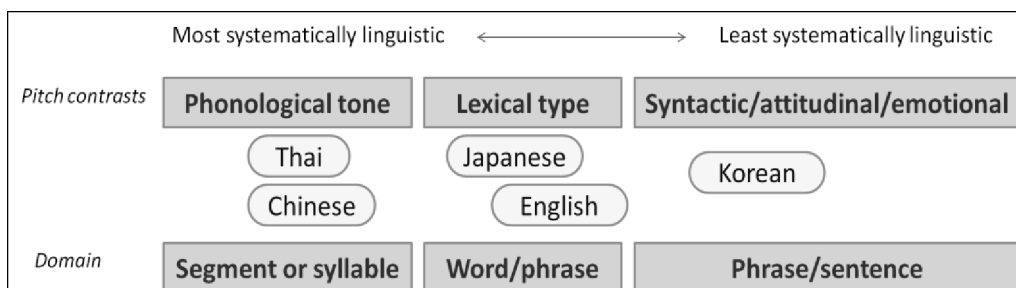 Most systematically linguistic Least systematically linguistic
Pitch contrasts Phonological tone Lexical type Syntactic/attitudinal/emotional
Thai Japanese
Korean
Chinese English
Domain Segment or syllable Word/phrase Phrase/sentence